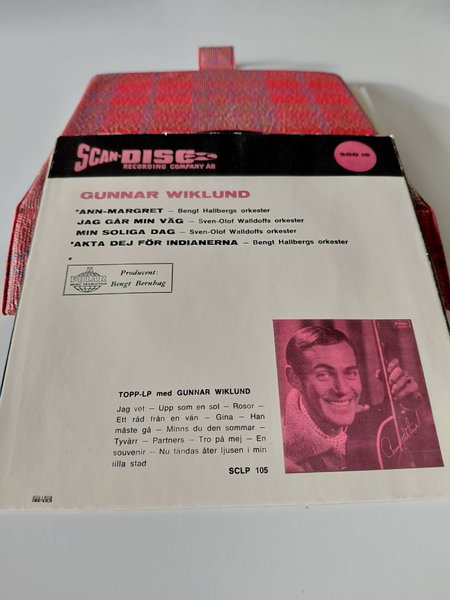 SCAN-DISC
RECORDING COMPANY AB
SGD 10
GUNNAR WIKLUND
*ANN-MARGRET — Bengt Hallbergs orkester
JAG GÅR MIN VÄG — Sven-Olof Walldoffs orkester
MIN SOLIGA DAG — Sven-Olof Walldoffs orkester
*AKTA DEJ FÖR INDIANERNA — Bengt Hallbergs orkester
*
POLAR
Producent:
Bengt Bernhag
TOPP-LP med GUNNAR WIKLUND
Jag vet — Upp som en sol — Rosor —
Ett råd från en vän — Gina — Han
måste gå — Minns du den sommar —
Tyvärr — Partners — Tro på mej — En
souvenir — Nu tändas åter ljusen i min
lilla stad
SCLP 105